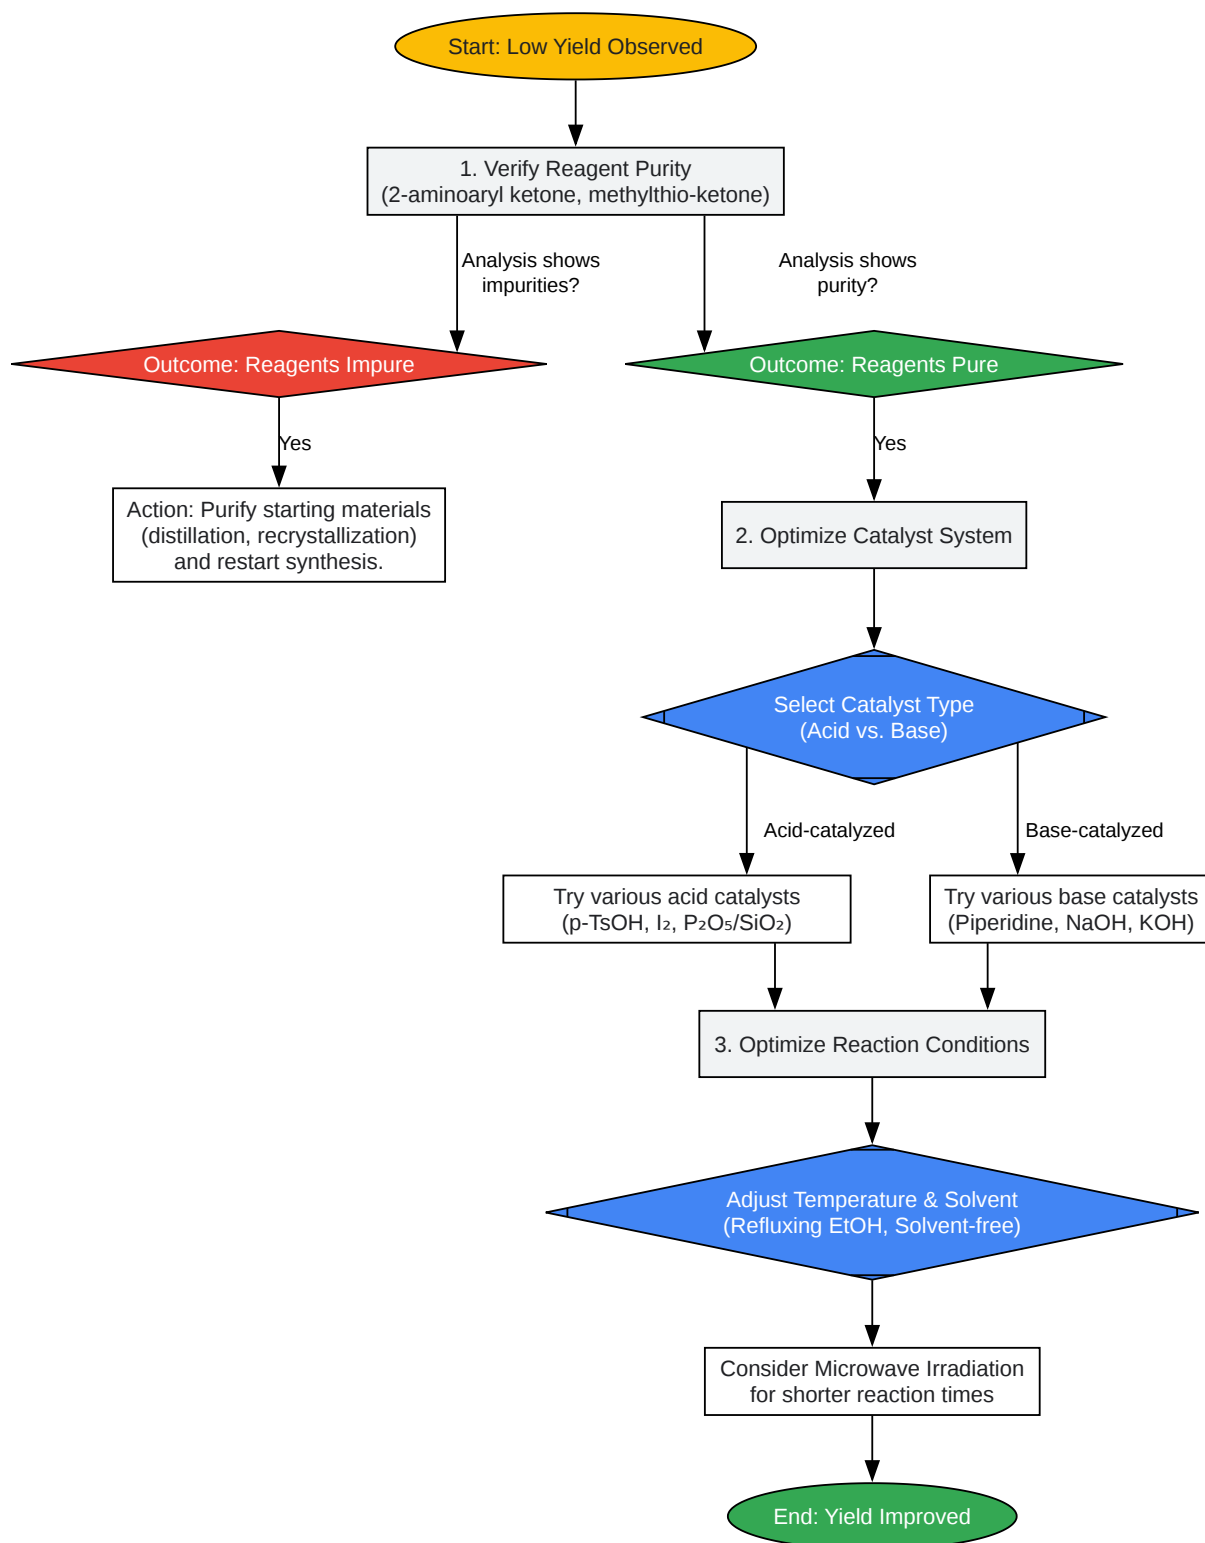 Start: Low Yield Observed
1. Verify Reagent Purity
(2-aminoaryl ketone, methylthio-ketone)
Analysis shows
impurities?
Analysis shows
purity?
Outcome: Reagents Impure
Outcome: Reagents Pure
Yes
Yes
Action: Purify starting materials
(distillation, recrystallization)
and restart synthesis.
2. Optimize Catalyst System
Select Catalyst Type
(Acid vs. Base)
Acid-catalyzed
Base-catalyzed
Try various acid catalysts
(p-TsOH, I₂, P₂O₅/SiO₂)
Try various base catalysts
(Piperidine, NaOH, KOH)
3. Optimize Reaction Conditions
Adjust Temperature & Solvent
(Refluxing EtOH, Solvent-free)
Consider Microwave Irradiation
for shorter reaction times
End: Yield Improved